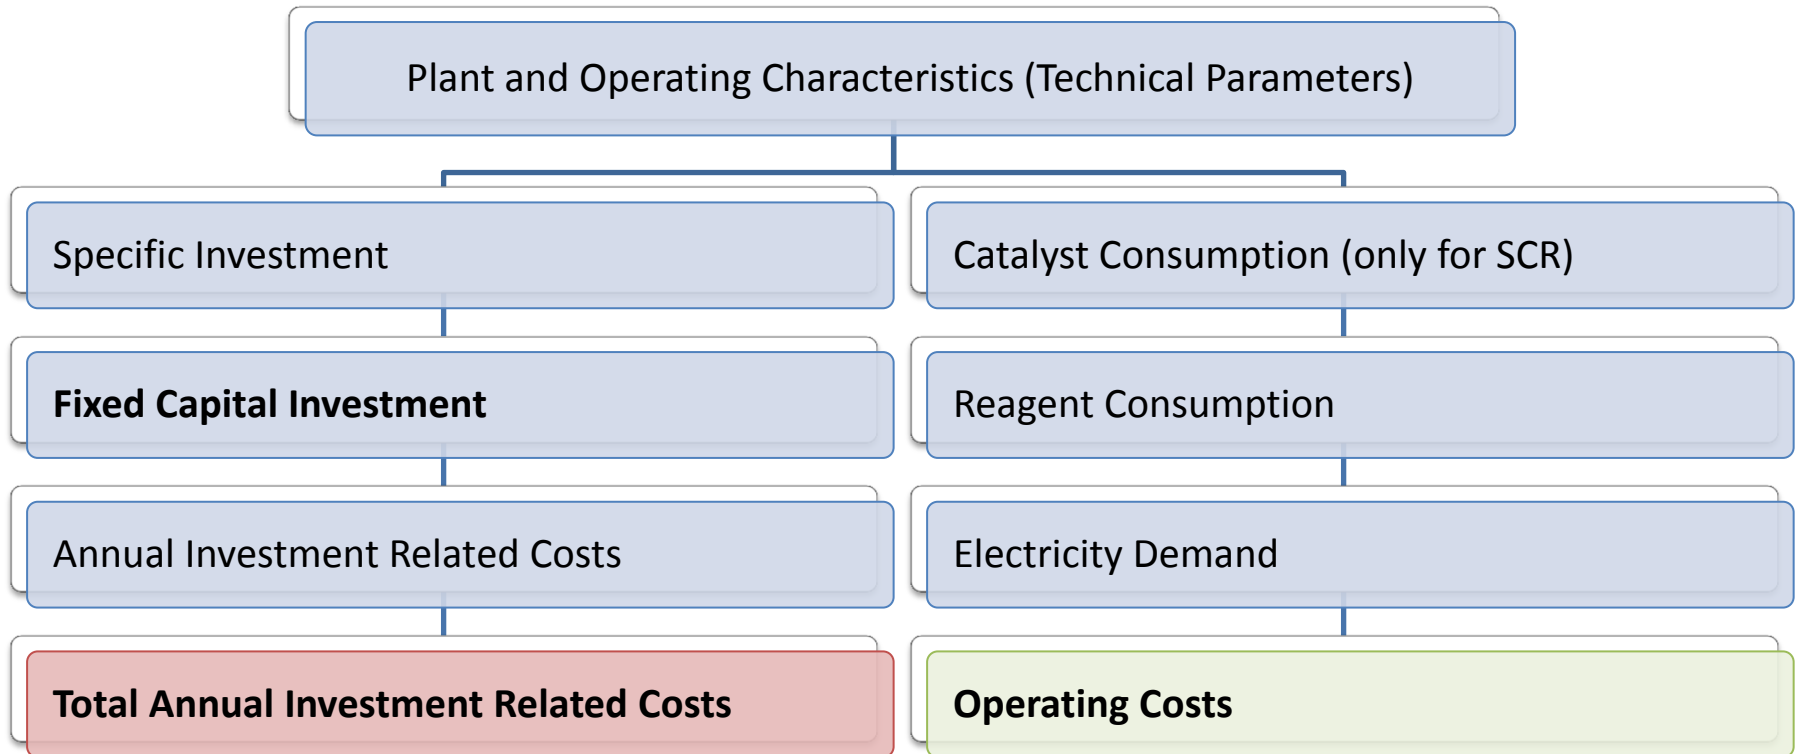 Plant and Operating Characteristics (Technical Parameters)
Specific Investment
Catalyst Consumption (only for SCR)
Fixed Capital Investment
Reagent Consumption
Annual Investment Related Costs
Electricity Demand
Total Annual Investment Related Costs
Operating Costs